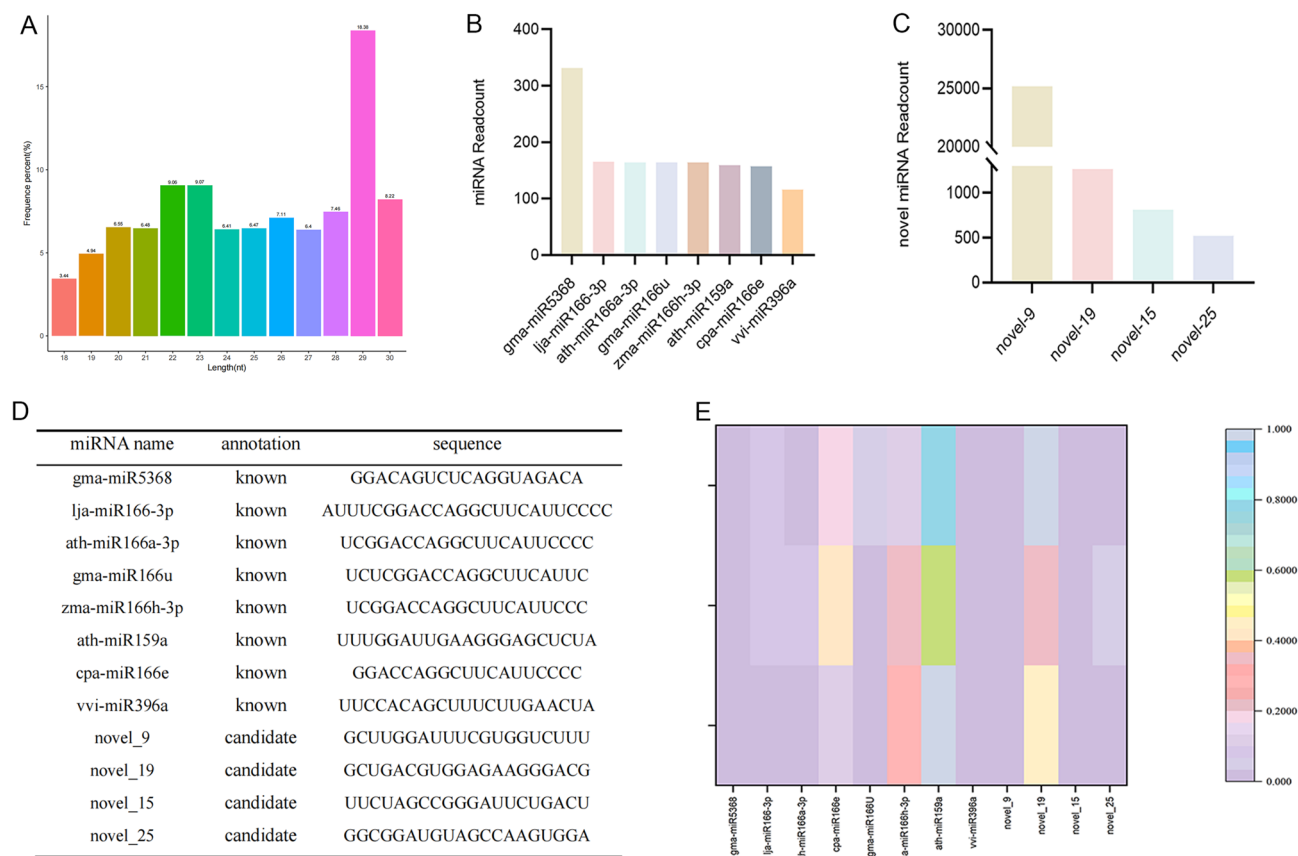 A
Frequence percent(%)
15
10
5
0
3.44
4.94
6.55
6.48
9.06
9.07
6.41
6.47
7.11
6.4
7.46
18.38
8.22
18 19 20 21 22 23 24 25 26 27 28 29 30
Length(nt)
B
miRNA Readcount
400
300
200
100
0
gma-miR5368
lja-miR166-3p
ath-miR166a-3p
gma-miR166u
zma-miR166h-3p
ath-miR159a
cpa-miR166e
vvi-miR396a
C
novel miRNA Readcount
30000
25000
20000
1000
500
0
novel-9
novel-19
novel-15
novel-25
D
miRNA name annotation sequence
gma-miR5368 known GGACAGUCUCAGGUAGACA
lja-miR166-3p known AUUUCGGACCAGGCUUCAUUCCCC
ath-miR166a-3p known UCGGACCAGGCUUCAUUCCCC
gma-miR166u known UCUCGGACCAGGCUUCAUUC
zma-miR166h-3p known UCGGACCAGGCUUCAUUCCC
ath-miR159a known UUUGGAUUGAAGGGAGCUCUA
cpa-miR166e known GGACCAGGCUUCAUUCCCC
vvi-miR396a known UUCCACAGCUUUCUUGAACUA
novel_9 candidate GCUUGGAUUUCGUGGUCUUU
novel_19 candidate GCUGACGUGGAGAAGGGACG
novel_15 candidate UUCUAGCCGGGAUUCUGACU
novel_25 candidate GGCGGAUGUAGCCAAGUGGA
E
gma-miR5368
lja-miR166-3p
h-miR166a-3p
cpa-miR166e
gma-miR166U
a-miR166h-3p
ath-miR159a
vvi-miR396a
novel_9
novel_19
novel_15
novel_25
1.000
0.8000
0.6000
0.4000
0.2000
0.000